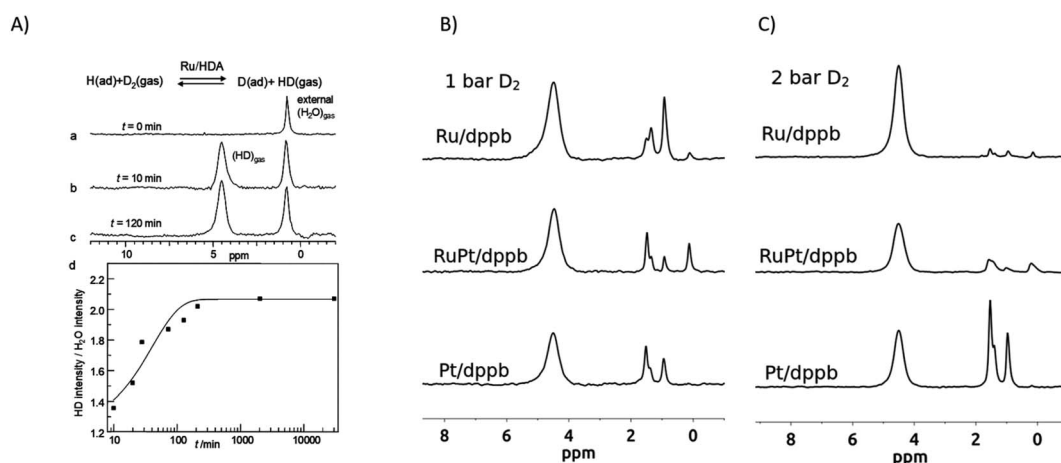 A)
Ru/HDA
H(ad)+D₂(gas) D(ad)+ HD(gas)
external
(H₂O)gas
a
t = 0 min
b
t = 10 min
(HD)gas
c
t = 120 min
10 5 ppm 0
d
HD intensity / H₂O intensity
2.2
2.0
1.8
1.6
1.4
1.2
10 100 1000 10000
t /min
B)
1 bar D₂
Ru/dppb
RuPt/dppb
Pt/dppb
8 6 4 2 0
ppm
C)
2 bar D₂
Ru/dppb
RuPt/dppb
Pt/dppb
8 6 4 2 0
ppm